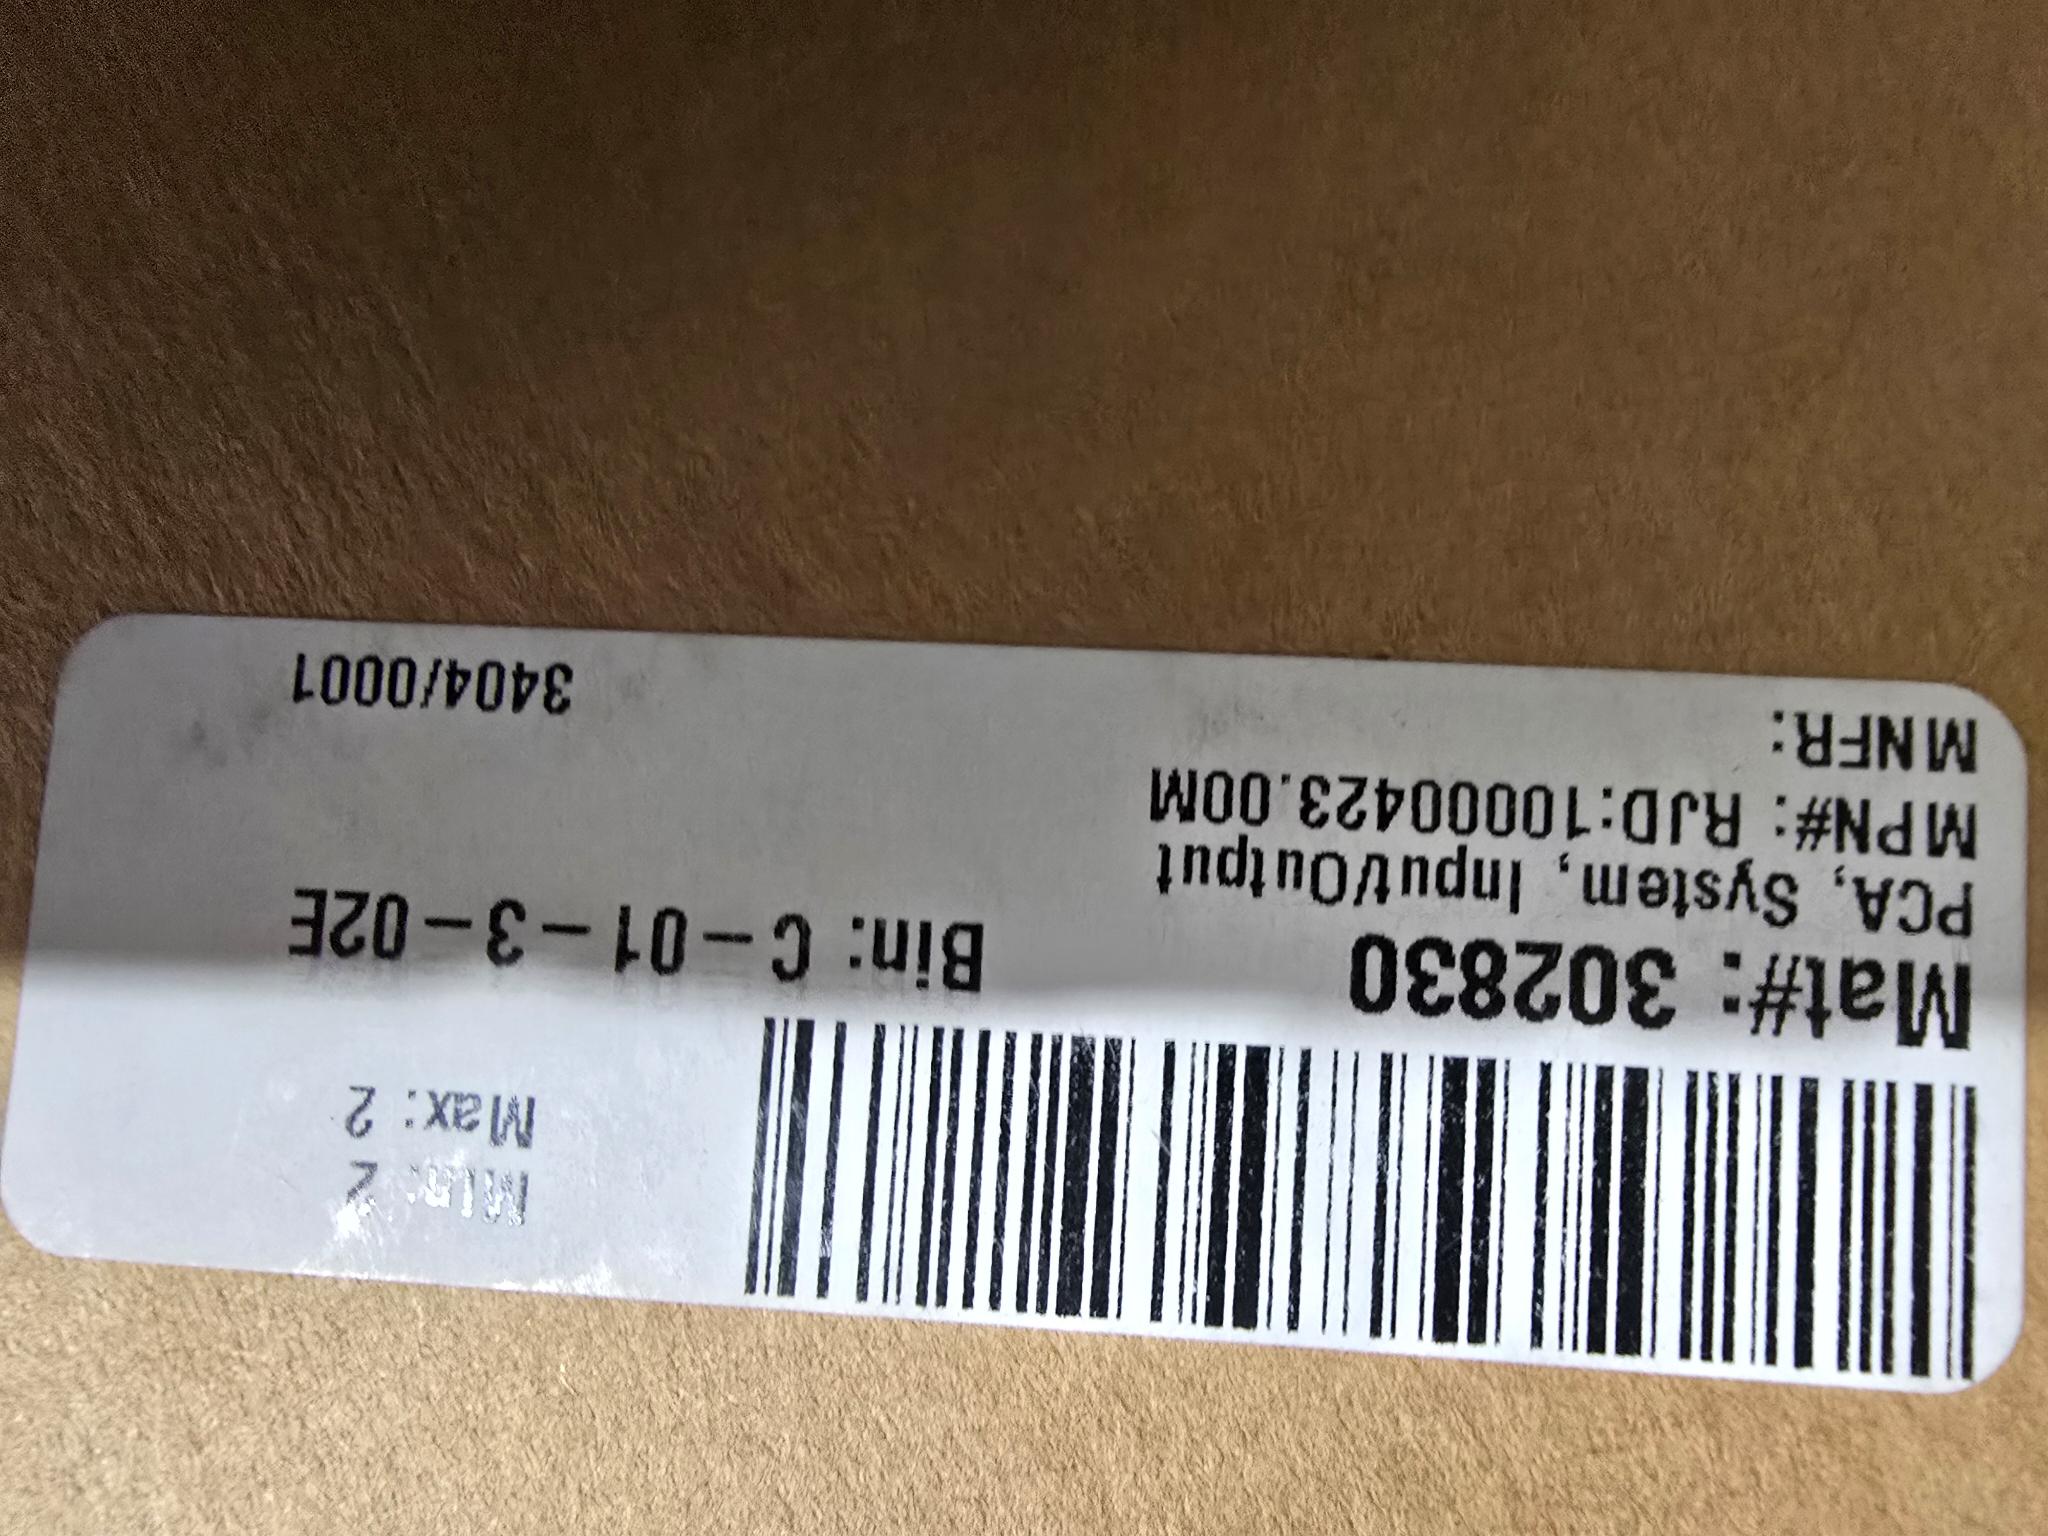 Min: 2
Max: 2
Mat#: 302830
Bin: C-01-3-02E
PCA, System, Input/Output
MPN#: RJD:10000423.00M
MNFR:
3404/0001